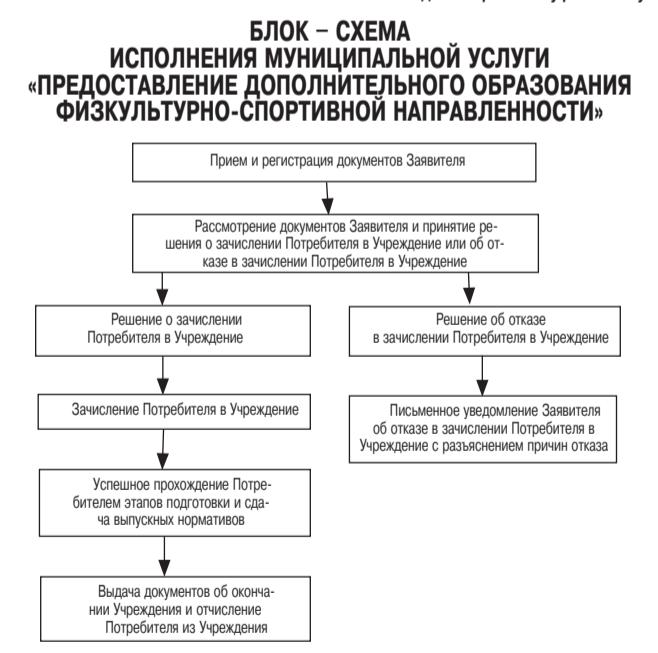 БЛОК – СХЕМА
ИСПОЛНЕНИЯ МУНИЦИПАЛЬНОЙ УСЛУГИ
«ПРЕДОСТАВЛЕНИЕ ДОПОЛНИТЕЛЬНОГО ОБРАЗОВАНИЯ
ФИЗКУЛЬТУРНО-СПОРТИВНОЙ НАПРАВЛЕННОСТИ»
Прием и регистрация документов Заявителя
Рассмотрение документов Заявителя и принятие ре-
шения о зачислении Потребителя в Учреждение или об от-
казе в зачислении Потребителя в Учреждение
Решение о зачислении
Потребителя в Учреждение
Зачисление Потребителя в Учреждение
Успешное прохождение Потре-
бителем этапов подготовки и сда-
ча выпускных нормативов
Выдача документов об оконча-
нии Учреждения и отчисление
Потребителя из Учреждения
Решение об отказе
в зачислении Потребителя в Учреждение
Письменное уведомление Заявителя
об отказе в зачислении Потребителя в
Учреждение с разъяснением причин отказа